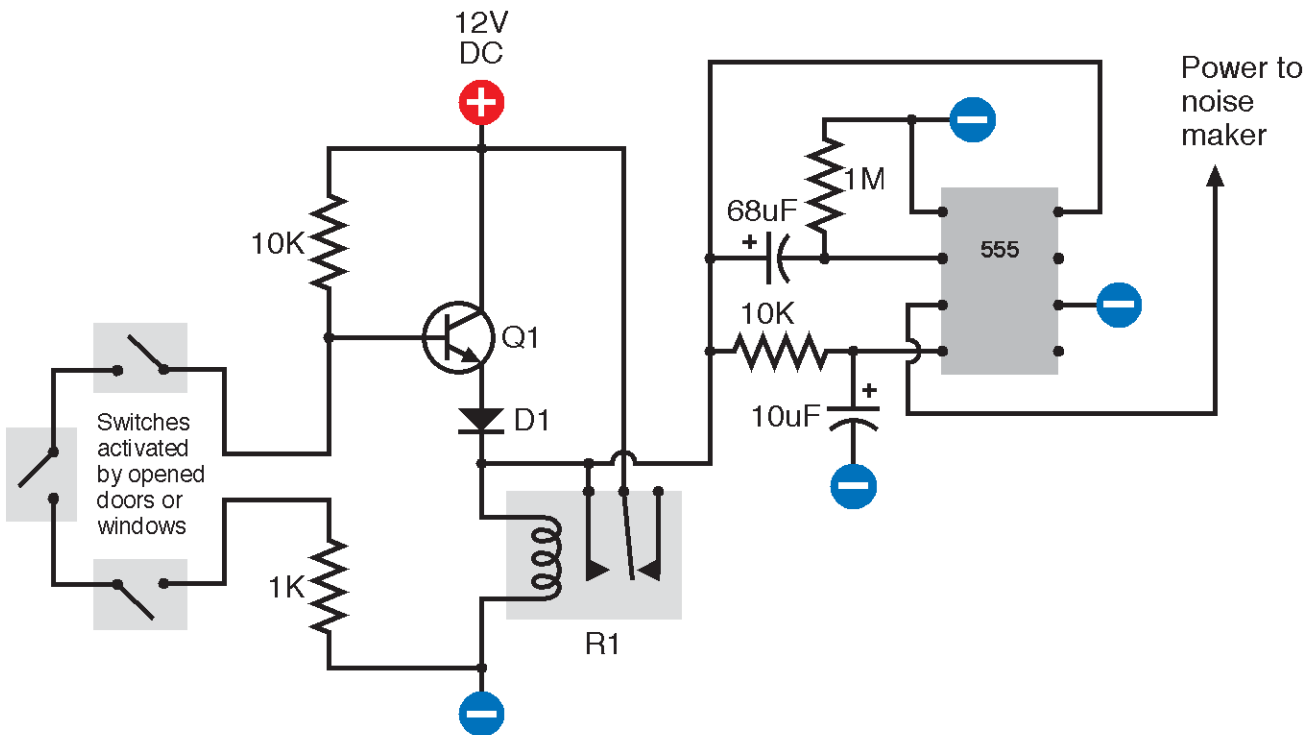 12V
DC
Power to
noise
maker
1M
68uF
10K
555
10K
Q1
Switches
activated
by opened
doors or
windows
D1
10uF
1K
R1